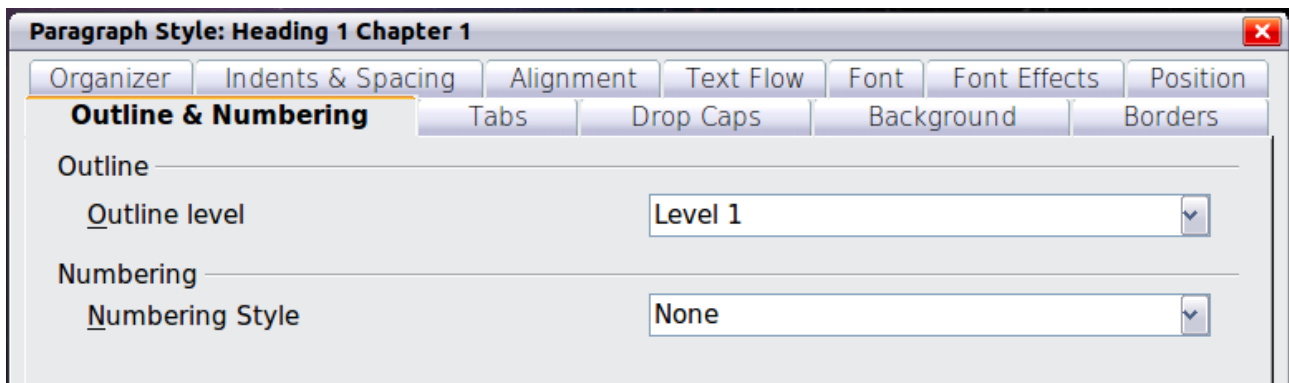 Paragraph Style: Heading 1 Chapter 1
Organizer Indents & Spacing Alignment Text Flow Font Font Effects Position
Outline & Numbering Tabs Drop Caps Background Borders
Outline
Outline level Level 1
Numbering
Numbering Style None